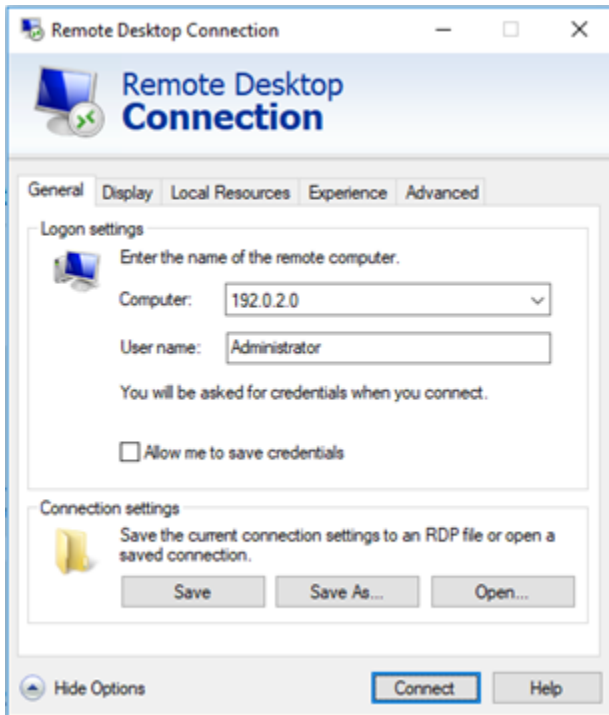 Remote Desktop Connection
Remote Desktop
Connection
General Display Local Resources Experience Advanced
Logon settings
Enter the name of the remote computer.
Computer: 192.0.2.0
User name: Administrator
You will be asked for credentials when you connect.
Allow me to save credentials
Connection settings
Save the current connection settings to an RDP file or open a
saved connection.
Save Save As... Open...
Hide Options Connect Help